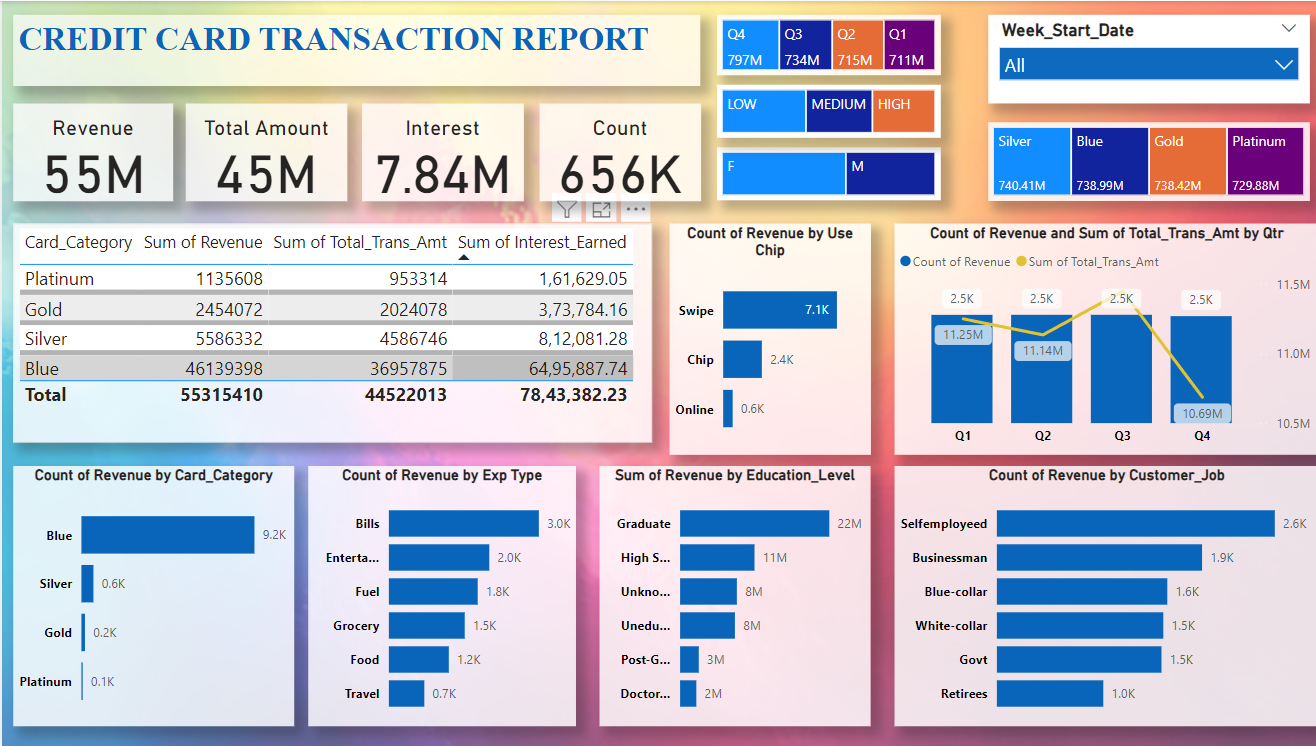 CREDIT CARD TRANSACTION REPORT
Q4 Q3 Q2 Q1
797M 734M 715M 711M
Week_Start_Date
All
LOW MEDIUM HIGH
F M
Silver Blue Gold Platinum
740.41M 738.99M 738.42M 729.88M
Revenue
55M
Total Amount
45M
Interest
7.84M
Count
656K
Card_Category Sum of Revenue Sum of Total_Trans_Amt Sum of Interest_Earned
Platinum 1135608 953314 1,61,629.05
Gold 2454072 2024078 3,73,784.16
Silver 5586332 4586746 8,12,081.28
Blue 46139398 36957875 64,95,887.74
Total 55315410 44522013 78,43,382.23
Count of Revenue by Use
Chip
Swipe 7.1K
Chip 2.4K
Online 0.6K
Count of Revenue and Sum of Total_Trans_Amt by Qtr
Count of Revenue Sum of Total_Trans_Amt
11.5M
2.5K 2.5K 2.5K 2.5K
11.25M
11.14M
11.0M
10.69M
10.5M
Q1 Q2 Q3 Q4
Count of Revenue by Card_Category
Blue 9.2K
Silver 0.6K
Gold 0.2K
Platinum 0.1K
Count of Revenue by Exp Type
Bills 3.0K
Enterta... 2.0K
Fuel 1.8K
Grocery 1.5K
Food 1.2K
Travel 0.7K
Sum of Revenue by Education_Level
Graduate 22M
High S... 11M
Unkno... 8M
Unedu... 8M
Post-G... 3M
Doctor... 2M
Count of Revenue by Customer_Job
Selfemployeed 2.6K
Businessman 1.9K
Blue-collar 1.6K
White-collar 1.5K
Govt 1.5K
Retirees 1.0K